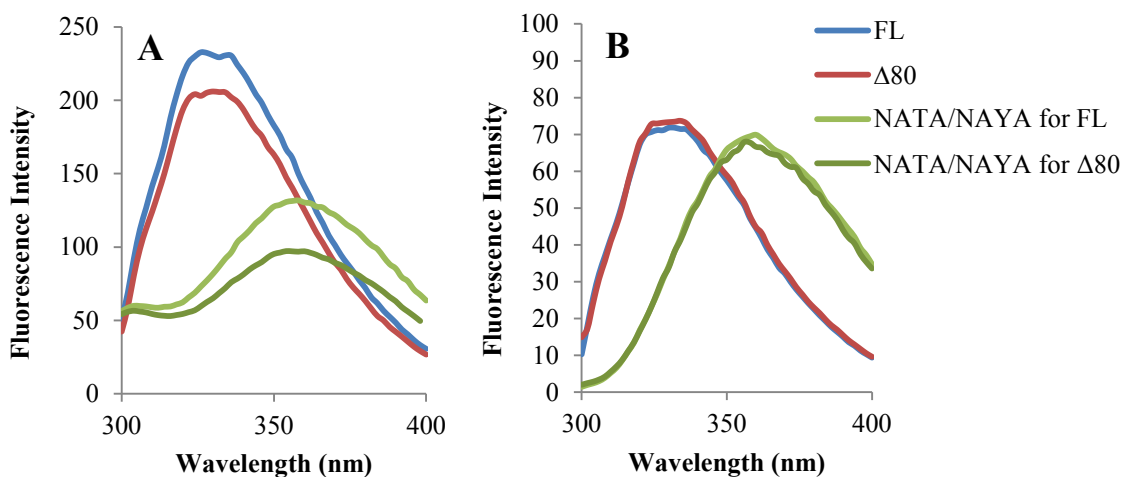 A
Fluorescence Intensity
250
200
150
100
50
0
300
350
400
Wavelength (nm)
B
Fluorescence Intensity
100
90
80
70
60
50
40
30
20
10
0
300
350
400
Wavelength (nm)
FL
Δ80
NATA/NAYA for FL
NATA/NAYA for Δ80